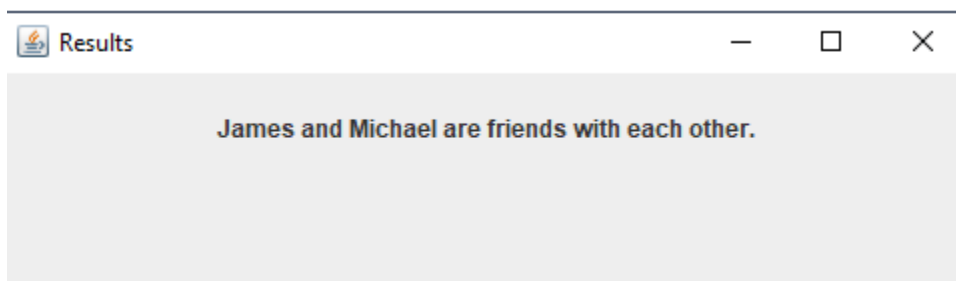 Results
James and Michael are friends with each other.